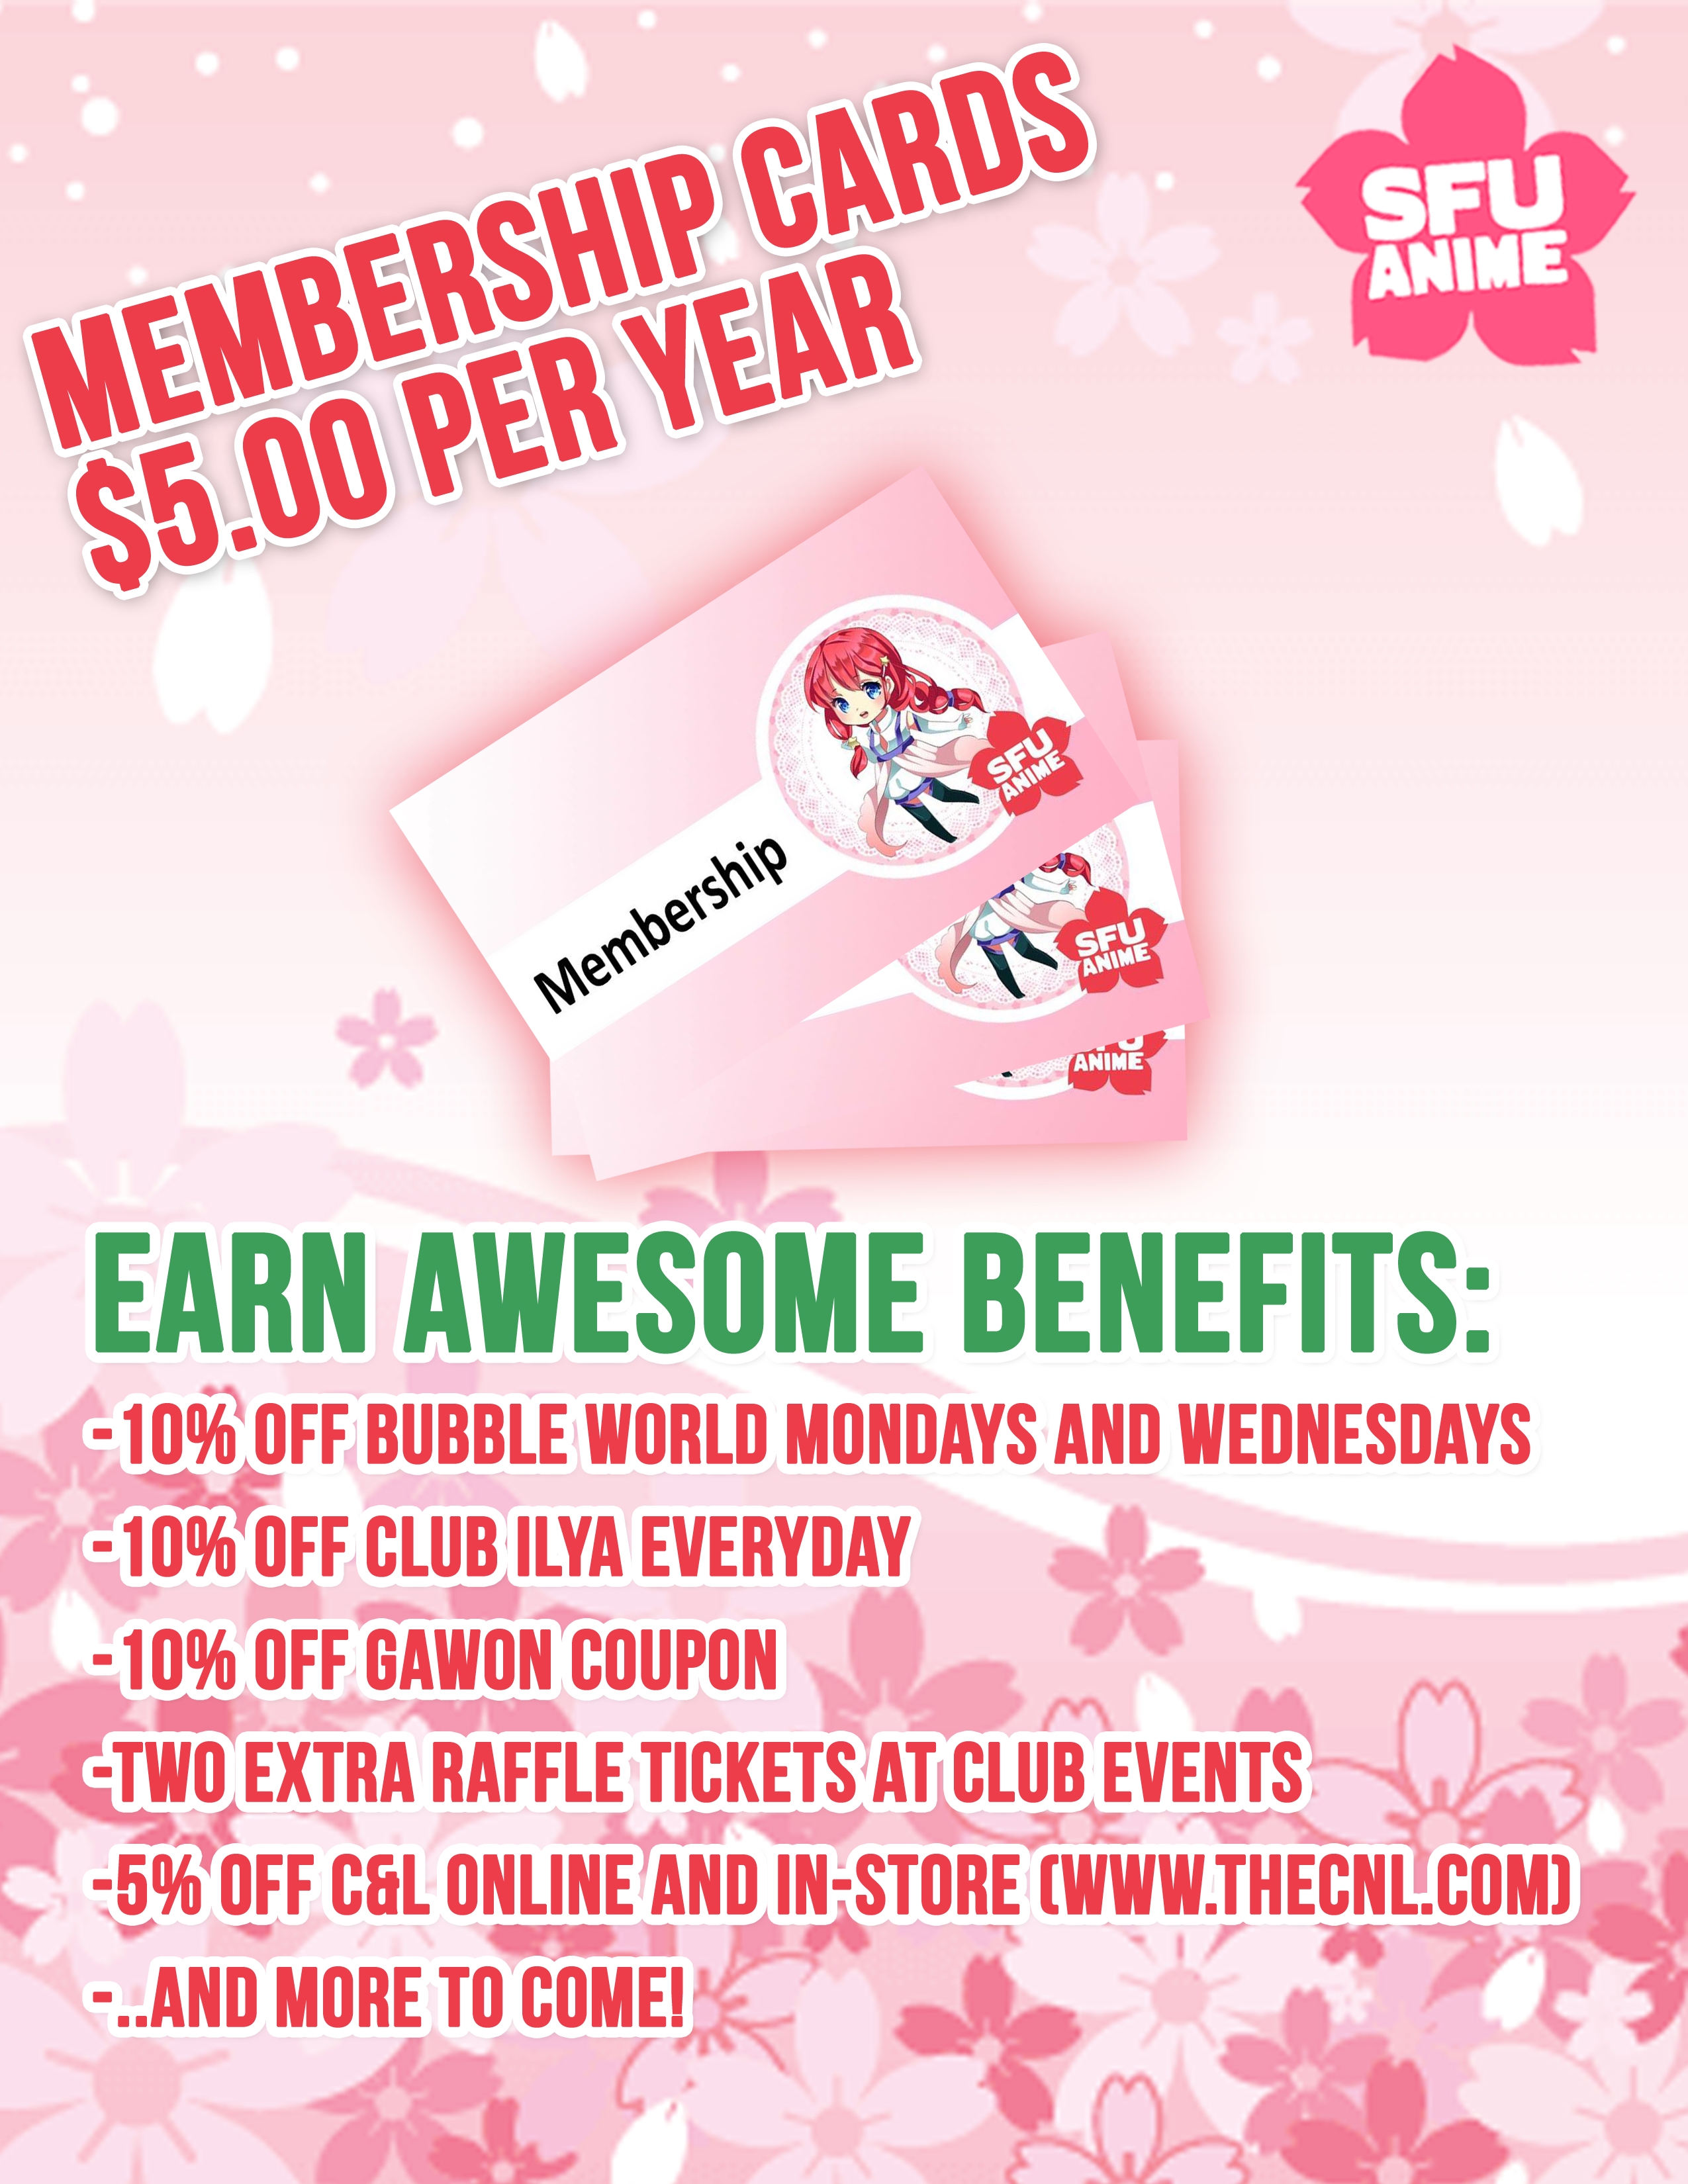 MEMBERSHIP CARDS
$5.00 PER YEAR
SFU
ANIME
Membership
SFU
ANIME
SFU
ANIME
ANIME
EARN AWESOME BENEFITS:
-10% OFF BUBBLE WORLD MONDAYS AND WEDNESDAYS
-10% OFF CLUB ILYA EVERYDAY
-10% OFF GAWON COUPON
-TWO EXTRA RAFFLE TICKETS AT CLUB EVENTS
-5% OFF C&L ONLINE AND IN-STORE (WWW.THECNL.COM)
-..AND MORE TO COME!